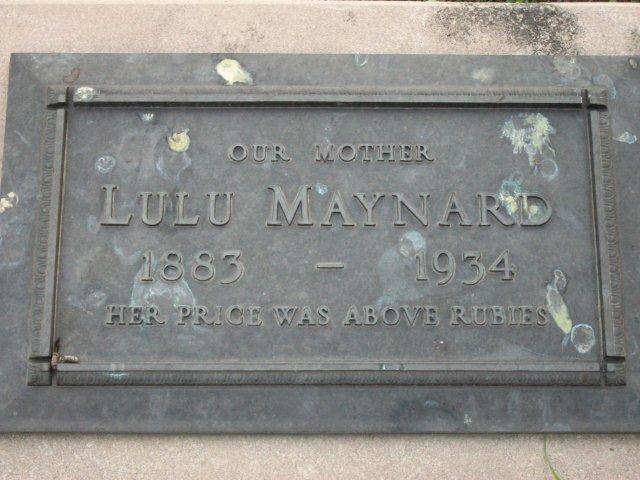 OUR MOTHER
LULU MAYNARD
1883 – 1934
HER PRICE WAS ABOVE RUBIES